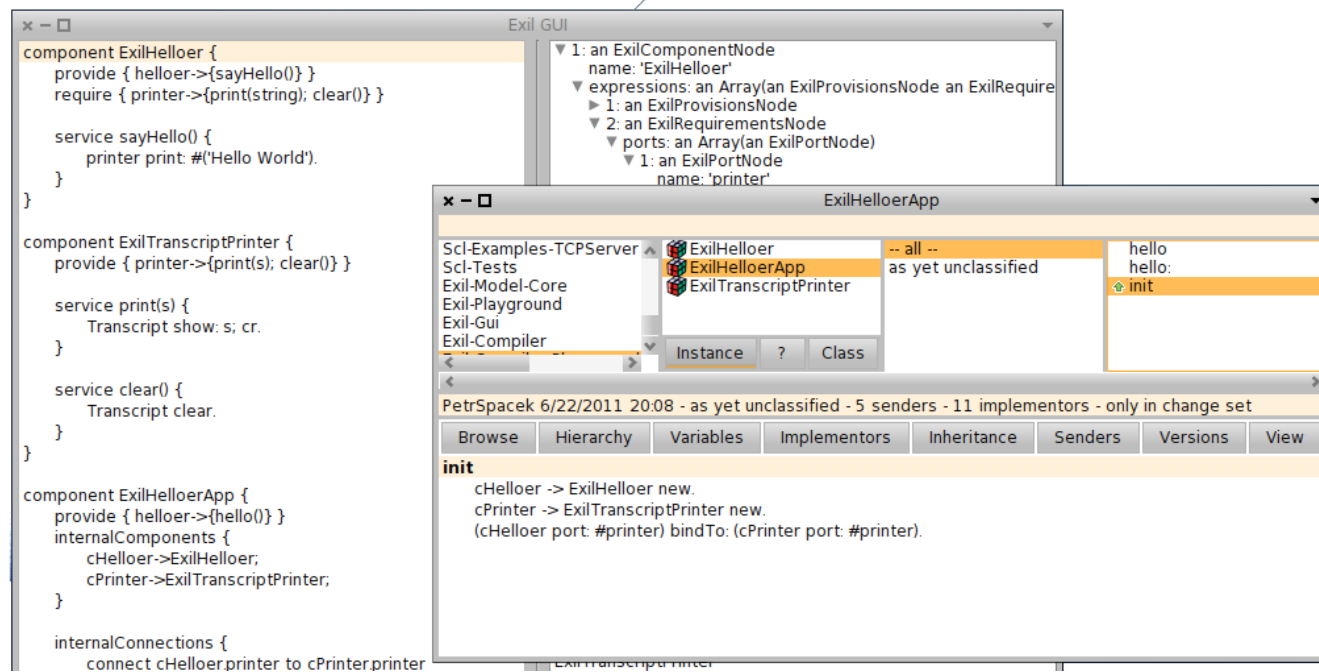 Exil GUI
component ExilHelloer {
provide { helloer->{sayHello()} }
require { printer->{print(string); clear()} }
service sayHello() {
printer print: #('Hello World').
}
}
component ExilTranscriptPrinter {
provide { printer->{print(s); clear()} }
service print(s) {
Transcript show: s; cr.
}
service clear() {
Transcript clear.
}
}
component ExilHelloerApp {
provide { helloer->{hello()} }
internalComponents {
cHelloer->ExilHelloer;
cPrinter->ExilTranscriptPrinter;
}
internalConnections {
connect cHelloer.printer to cPrinter.printer
1: an ExilComponentNode
name: 'ExilHelloer'
expressions: an Array(an ExilProvisionsNode an ExilRequire
1: an ExilProvisionsNode
2: an ExilRequirementsNode
ports: an Array(an ExilPortNode)
1: an ExilPortNode
name: 'printer'
ExilHelloerApp
Scl-Examples-TCPServer
Scl-Tests
Exil-Model-Core
Exil-Playground
Exil-Gui
Exil-Compiler
ExilHelloer
ExilHelloerApp
ExilTranscriptPrinter
Instance ? Class
-- all --
as yet unclassified
hello
hello:
init
PetrSpacek 6/22/2011 20:08 - as yet unclassified - 5 senders - 11 implementors - only in change set
Browse Hierarchy Variables Implementors Inheritance Senders Versions View
init
cHelloer -> ExilHelloer new.
cPrinter -> ExilTranscriptPrinter new.
(cHelloer port: #printer) bindTo: (cPrinter port: #printer).